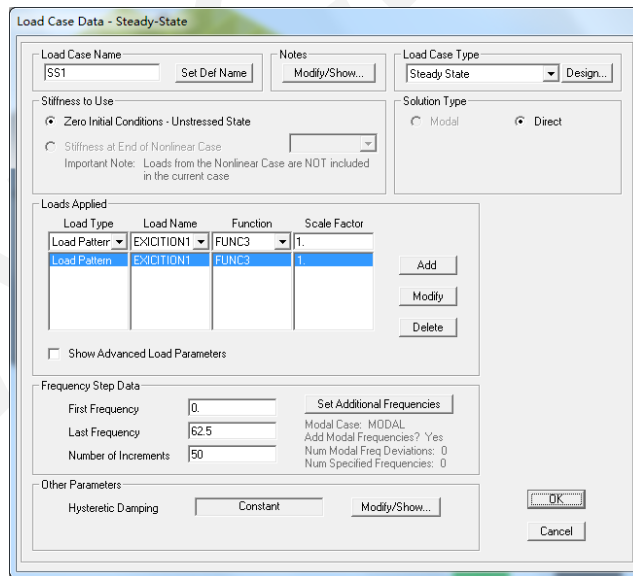 Load Case Data - Steady-State
Load Case Name
SS1
Set Def Name
Notes
Modify/Show...
Load Case Type
Steady State
Design...
Stiffness to Use
Zero Initial Conditions - Unstressed State
Stiffness at End of Nonlinear Case
Important Note: Loads from the Nonlinear Case are NOT included
in the current case
Solution Type
Modal
Direct
Loads Applied
Load Type Load Name Function Scale Factor
Load Patterr EXICITION1 FUNC3 1.
Load Pattern EXICITION1 FUNC3 1.
Add
Modify
Delete
Show Advanced Load Parameters
Frequency Step Data
First Frequency 0.
Last Frequency 62.5
Number of Increments 50
Set Additional Frequencies
Modal Case: MODAL
Add Modal Frequencies? Yes
Num Modal Freq Deviations: 0
Num Specified Frequencies: 0
Other Parameters
Hysteretic Damping Constant Modify/Show...
OK
Cancel